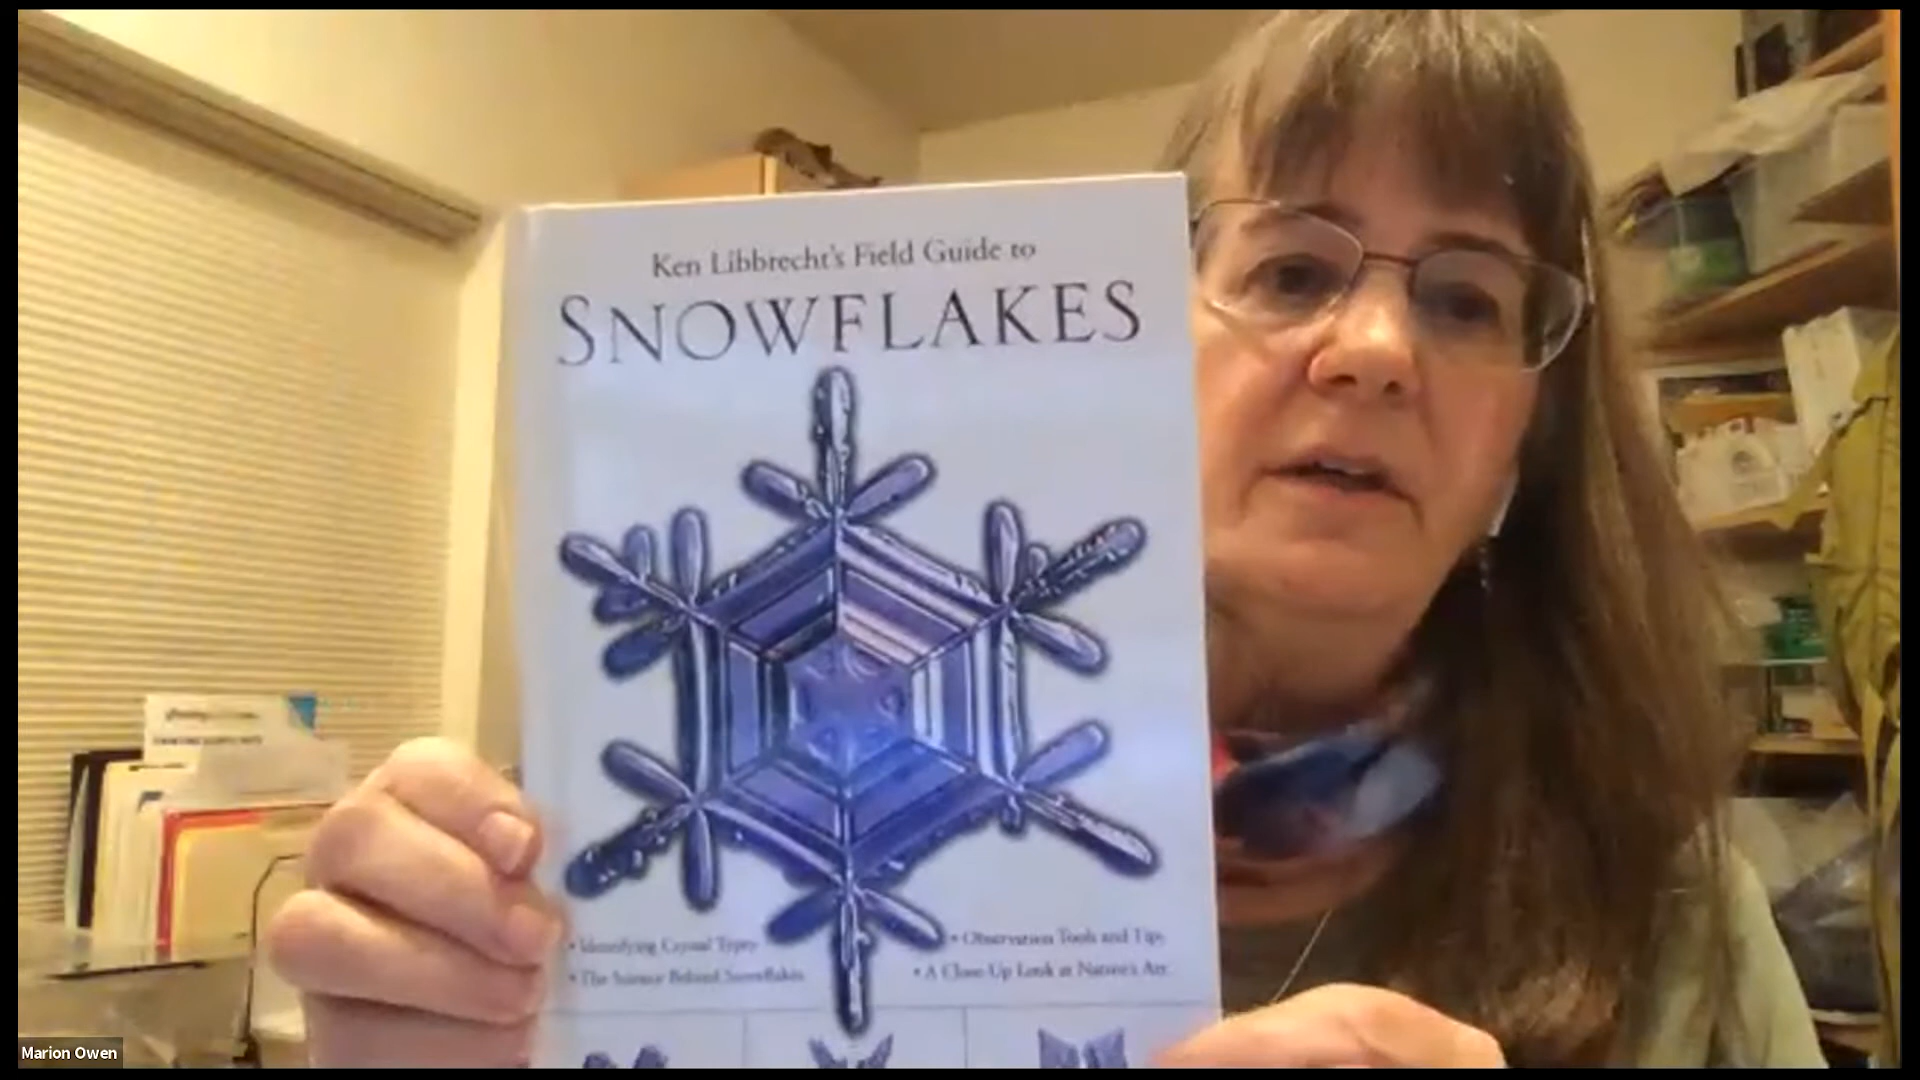 Ken Libbrecht's Field Guide to
SNOWFLAKES
• Identifying Crystal Types
• The Science Behind Snowflakes
• Observation Tools and Tips
• A Close-Up Look at Nature's Art
Marion Owen